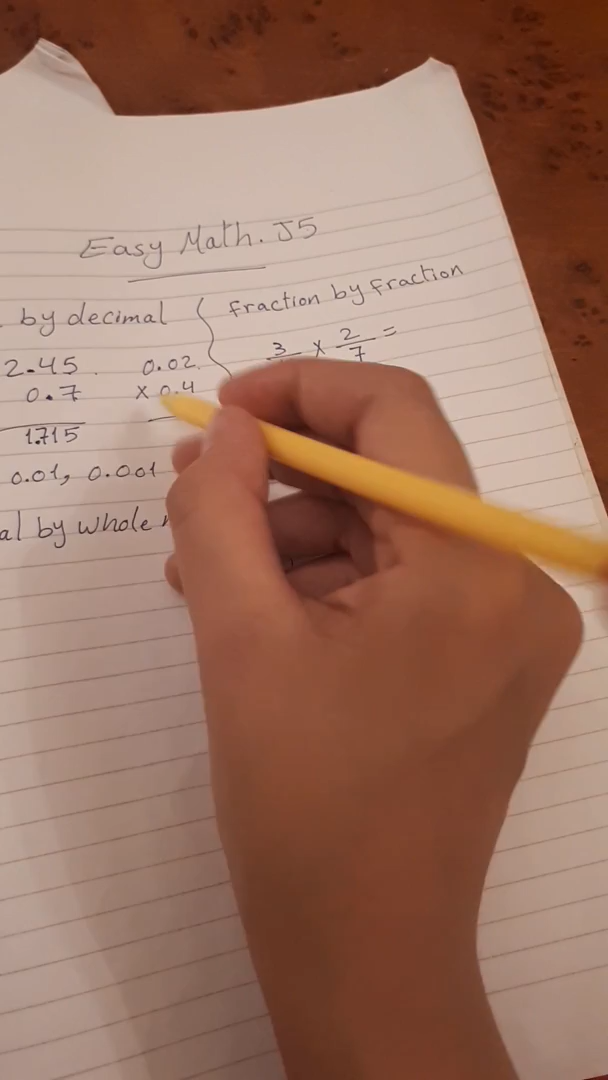 Easy Math. J5
by decimal
fraction by fraction
2.45
0.7
1.715
0.02
x 0.4
3 x 2/7 =
0.01, 0.001
by whole